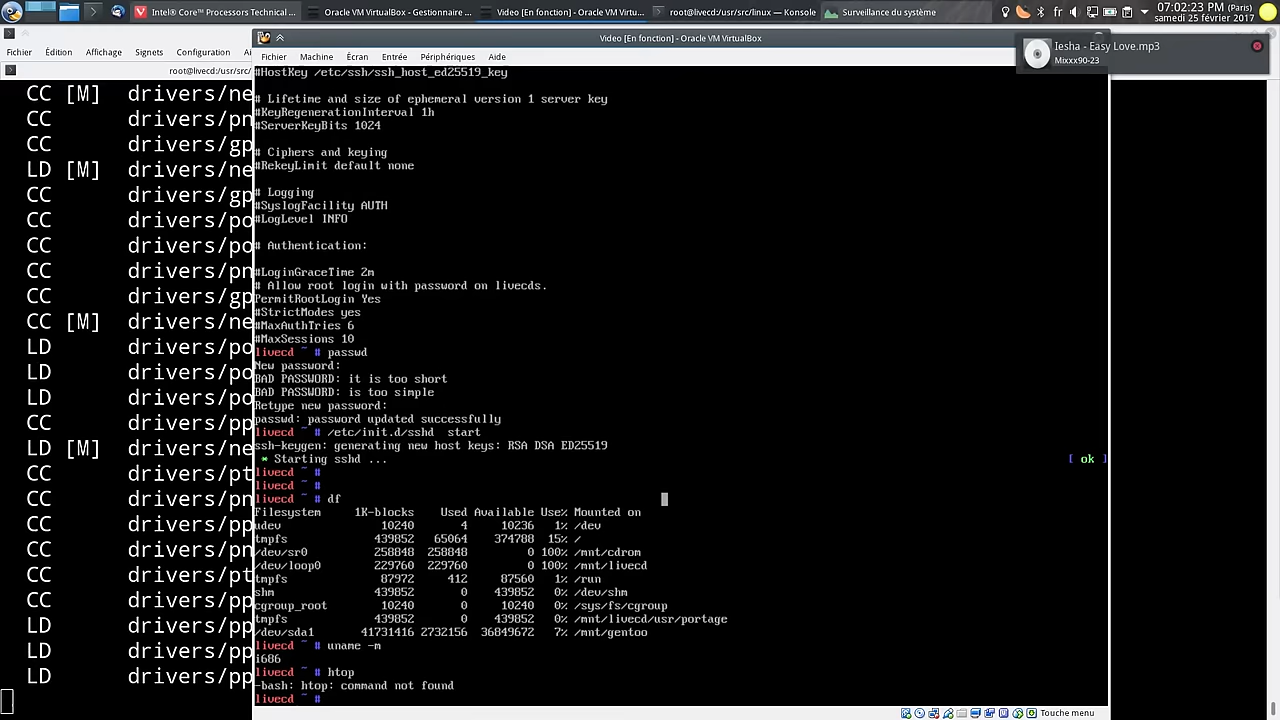 Intel® Core™ Processors Technical ...
Oracle VM VirtualBox - Gestionnaire ...
Video [En fonction] - Oracle VM Virtu...
root@livecd:/usr/src/linux — Konsole
Surveillance du système
fr
07:02:23 PM (Paris)
samedi 25 février 2017
Iesha - Easy Love.mp3
Mixxx90-23
Fichier Édition Affichage Signets Configuration Ai
root@livecd:/usr/src/
CC [M] drivers/ne
CC drivers/pn
CC drivers/gp
LD [M] drivers/ne
CC drivers/gp
CC drivers/po
CC drivers/po
CC drivers/pn
CC drivers/gp
CC [M] drivers/ne
LD drivers/po
LD drivers/po
LD drivers/po
CC drivers/pp
LD [M] drivers/ne
CC drivers/pt
CC drivers/pn
CC drivers/pp
CC drivers/pn
CC drivers/pt
CC drivers/pp
LD drivers/pp
LD drivers/pp
LD drivers/pp
Video [En fonction] - Oracle VM VirtualBox
Fichier Machine Écran Entrée Périphériques Aide
#HostKey /etc/ssh/ssh_host_ed25519_key
# Lifetime and size of ephemeral version 1 server key
#KeyRegenerationInterval 1h
#ServerKeyBits 1024
# Ciphers and keying
#RekeyLimit default none
# Logging
#SyslogFacility AUTH
#LogLevel INFO
# Authentication:
#LoginGraceTime 2m
# Allow root login with password on livecds.
PermitRootLogin Yes
#StrictModes yes
#MaxAuthTries 6
#MaxSessions 10
livecd ~ # passwd
New password:
BAD PASSWORD: it is too short
BAD PASSWORD: is too simple
Retype new password:
passwd: password updated successfully
livecd ~ # /etc/init.d/sshd  start
ssh-keygen: generating new host keys: RSA DSA ED25519
* Starting sshd ... [ ok ]
livecd ~ #
livecd ~ #
livecd ~ # df
Filesystem 1K-blocks Used Available Use% Mounted on
udev 10240 4 10236 1% /dev
tmpfs 439852 65064 374788 15% /
/dev/sr0 258848 258848 0 100% /mnt/cdrom
/dev/loop0 229760 229760 0 100% /mnt/livecd
tmpfs 87972 412 87560 1% /run
shm 439852 0 439852 0% /dev/shm
cgroup_root 10240 0 10240 0% /sys/fs/cgroup
tmpfs 439852 0 439852 0% /mnt/livecd/usr/portage
/dev/sda1 41731416 2732156 36849672 7% /mnt/gentoo
livecd ~ # uname -m
i686
livecd ~ # htop
-bash: htop: command not found
livecd ~ #
Touche menu